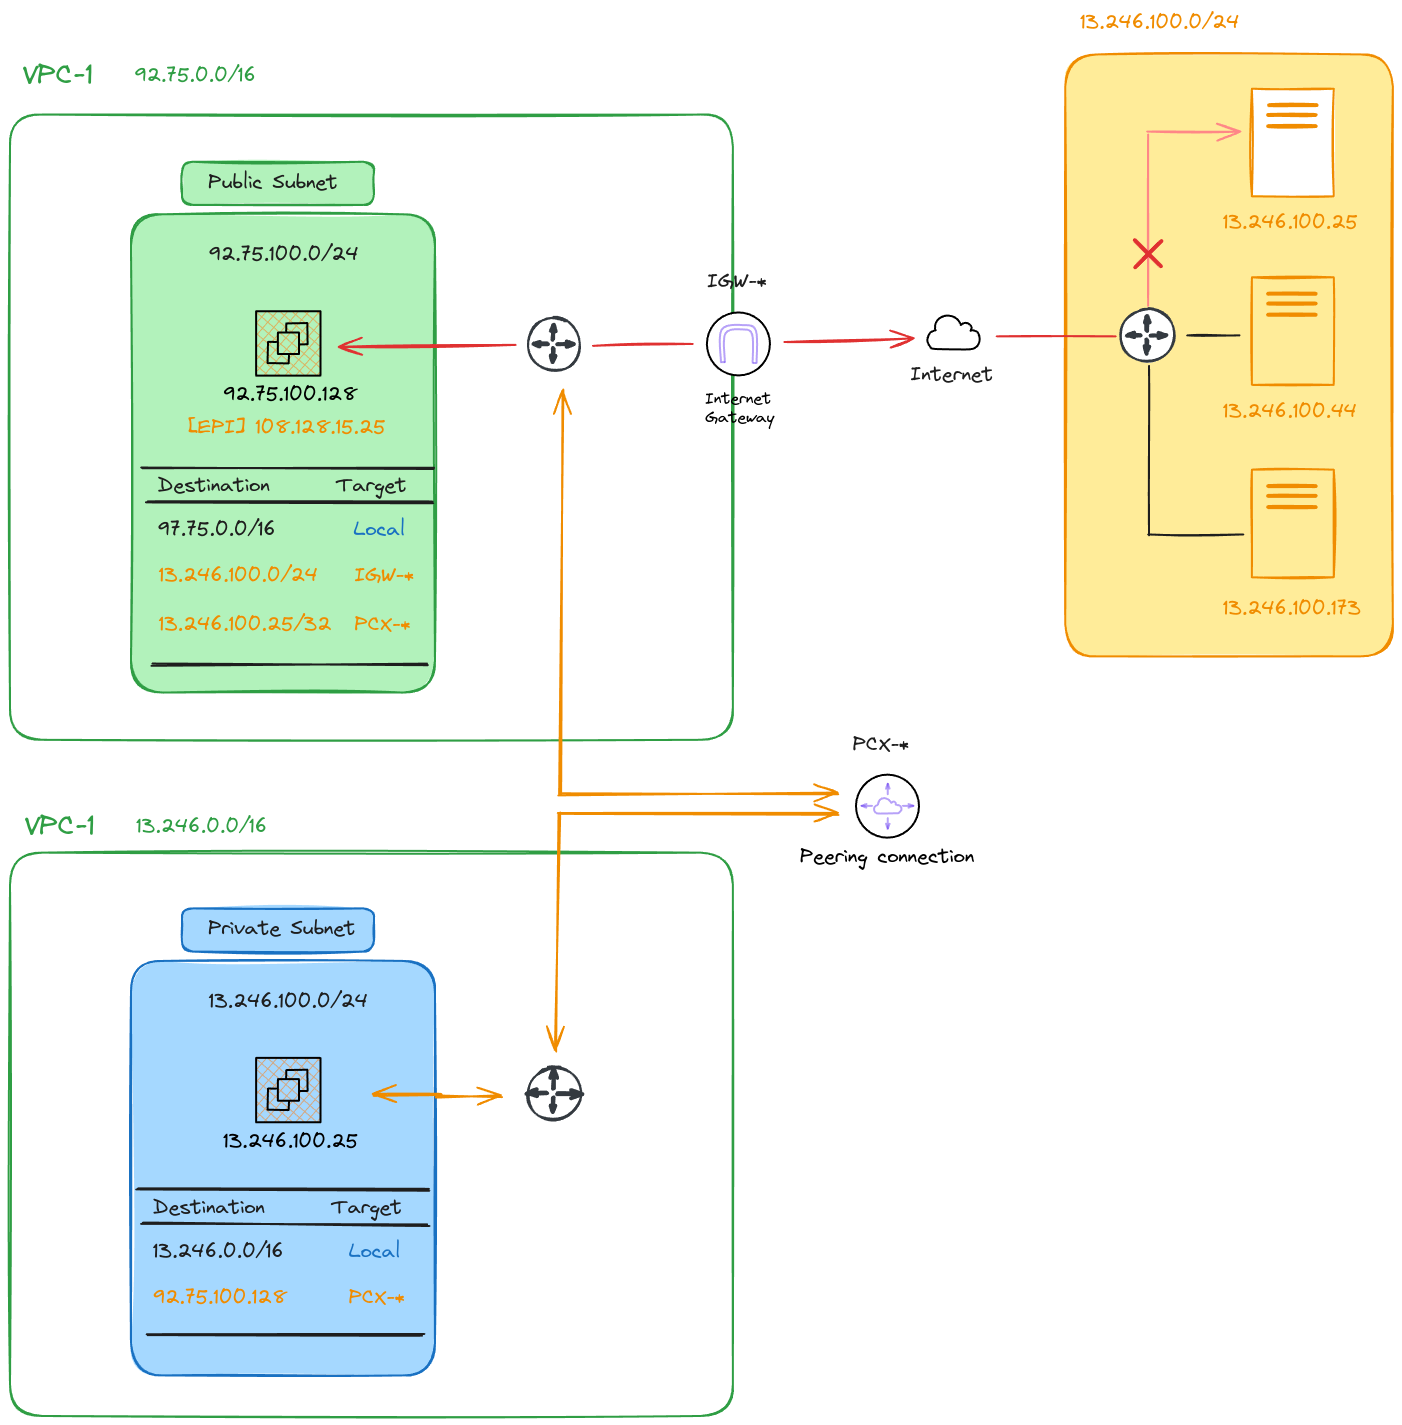 13.246.100.0/24
VPC-1 92.75.0.0/16
Public Subnet
92.75.100.0/24
92.75.100.128
[EPI] 108.128.15.25
Destination Target
97.75.0.0/16 Local
13.246.100.0/24 IGW-*
13.246.100.25/32 PCX-*
IGW-*
Internet
Gateway
Internet
13.246.100.25
13.246.100.44
13.246.100.173
PCX-*
Peering connection
VPC-1 13.246.0.0/16
Private Subnet
13.246.100.0/24
13.246.100.25
Destination Target
13.246.0.0/16 Local
92.75.100.128 PCX-*